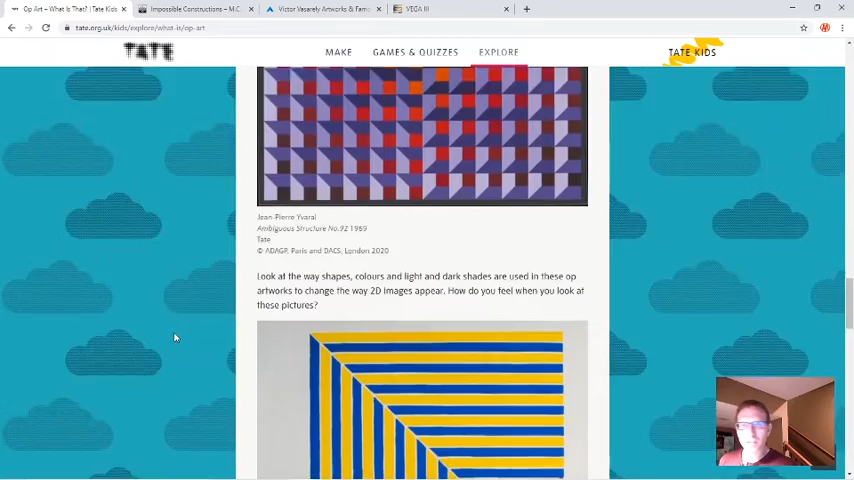 Op Art – What Is That? | Tate Kids
Impossible Constructions – M.C.
Victor Vasarely Artworks & Fam
VEGA III
tate.org.uk/kids/explore/what-is/op-art
TATE
MAKE
GAMES & QUIZZES
EXPLORE
TATE KIDS
Jean-Pierre Yvaral
Ambiguous Structure No.92 1969
Tate
© ADAGP, Paris and DACS, London 2020
Look at the way shapes, colours and light and dark shades are used in these op
artworks to change the way 2D images appear. How do you feel when you look at
these pictures?